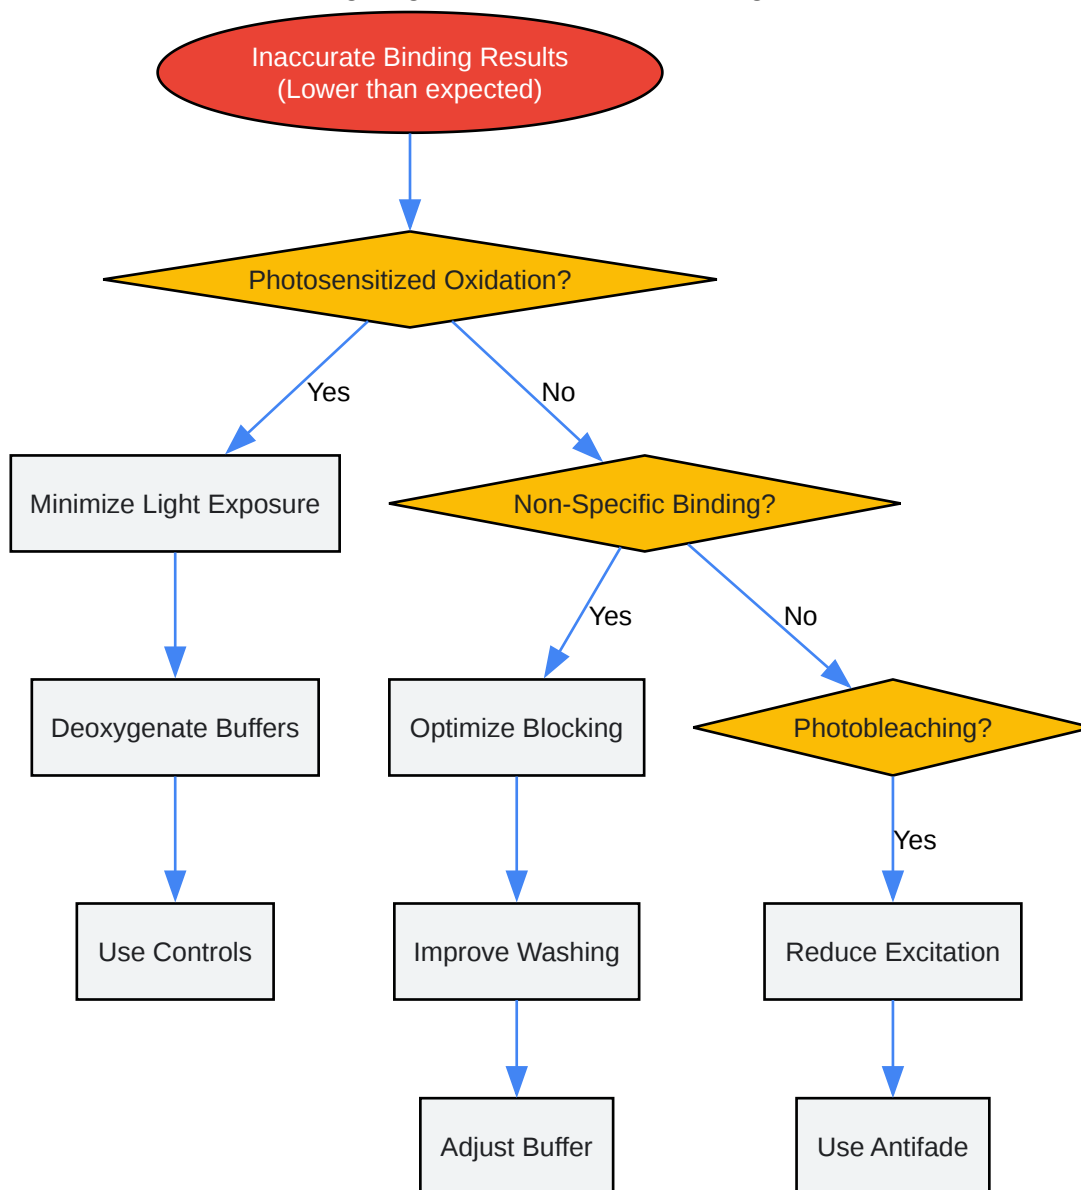 Inaccurate Binding Results
(Lower than expected)
Photosensitized Oxidation?
Yes
No
Minimize Light Exposure
Non-Specific Binding?
Yes
No
Deoxygenate Buffers
Optimize Blocking
Photobleaching?
Yes
Use Controls
Improve Washing
Reduce Excitation
Adjust Buffer
Use Antifade